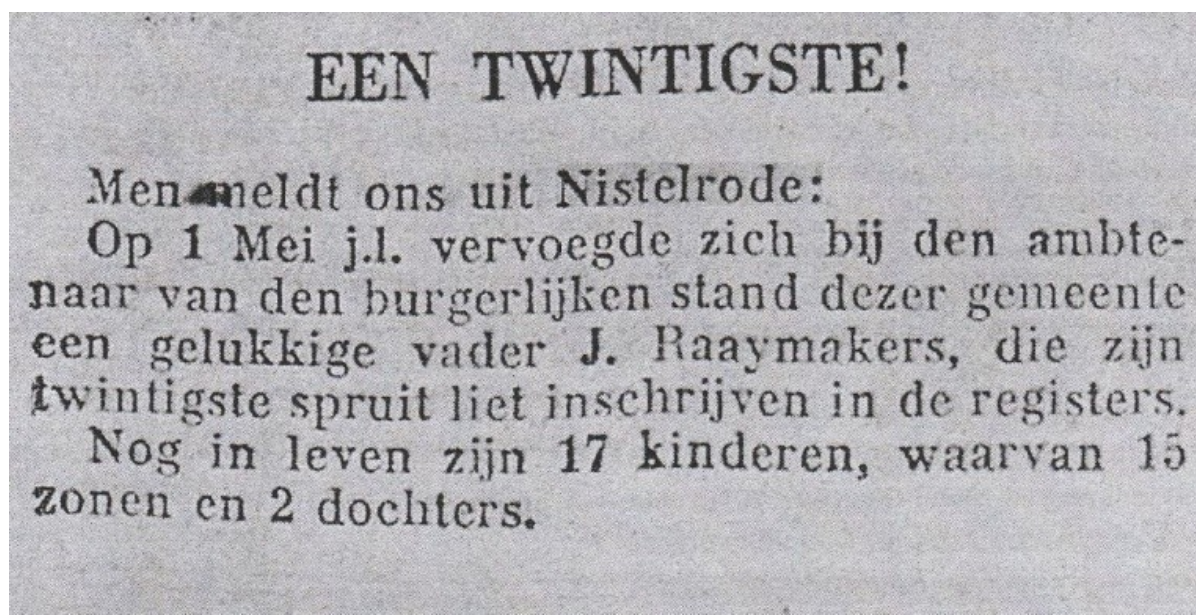 EEN TWINTIGSTE!
Men meldt ons uit Nistelrode:
Op 1 Mei j.l. vervoegde zich bij den ambte-
naar van den burgerlijken stand dezer gemeente
een gelukkige vader J. Raaymakers, die zijn
twintigste spruit liet inschrijven in de registers.
Nog in leven zijn 17 kinderen, waarvan 15
zonen en 2 dochters.